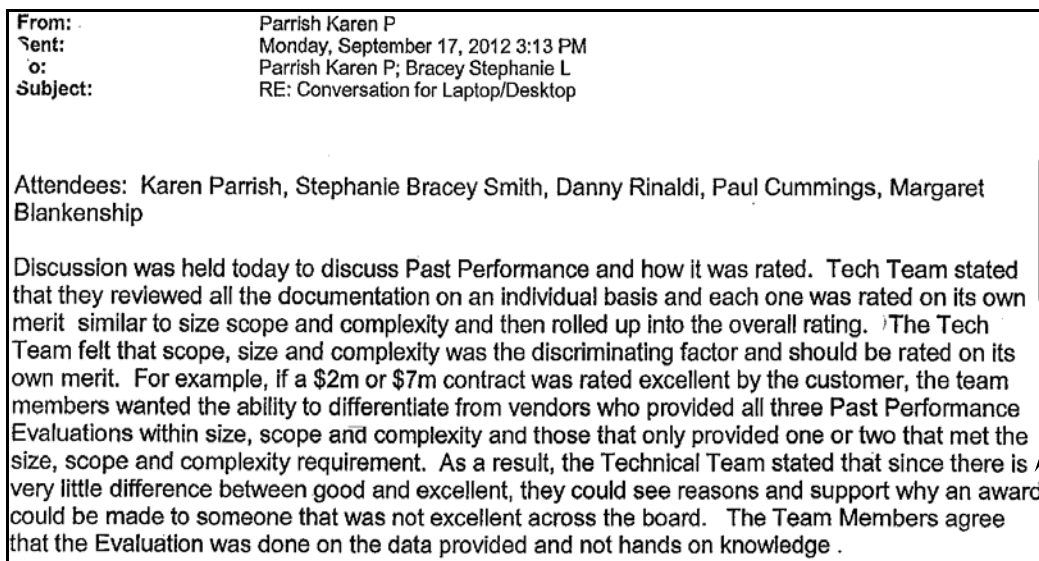 From: Parrish Karen P
Sent: Monday, September 17, 2012 3:13 PM
To: Parrish Karen P; Bracey Stephanie L
Subject: RE: Conversation for Laptop/Desktop
Attendees: Karen Parrish, Stephanie Bracey Smith, Danny Rinaldi, Paul Cummings, Margaret
Blankenship
Discussion was held today to discuss Past Performance and how it was rated. Tech Team stated
that they reviewed all the documentation on an individual basis and each one was rated on its own
merit similar to size scope and complexity and then rolled up into the overall rating. The Tech
Team felt that scope, size and complexity was the discriminating factor and should be rated on its
own merit. For example, if a $2m or $7m contract was rated excellent by the customer, the team
members wanted the ability to differentiate from vendors who provided all three Past Performance
Evaluations within size, scope and complexity and those that only provided one or two that met the
size, scope and complexity requirement. As a result, the Technical Team stated that since there is
very little difference between good and excellent, they could see reasons and support why an award
could be made to someone that was not excellent across the board. The Team Members agree
that the Evaluation was done on the data provided and not hands on knowledge .